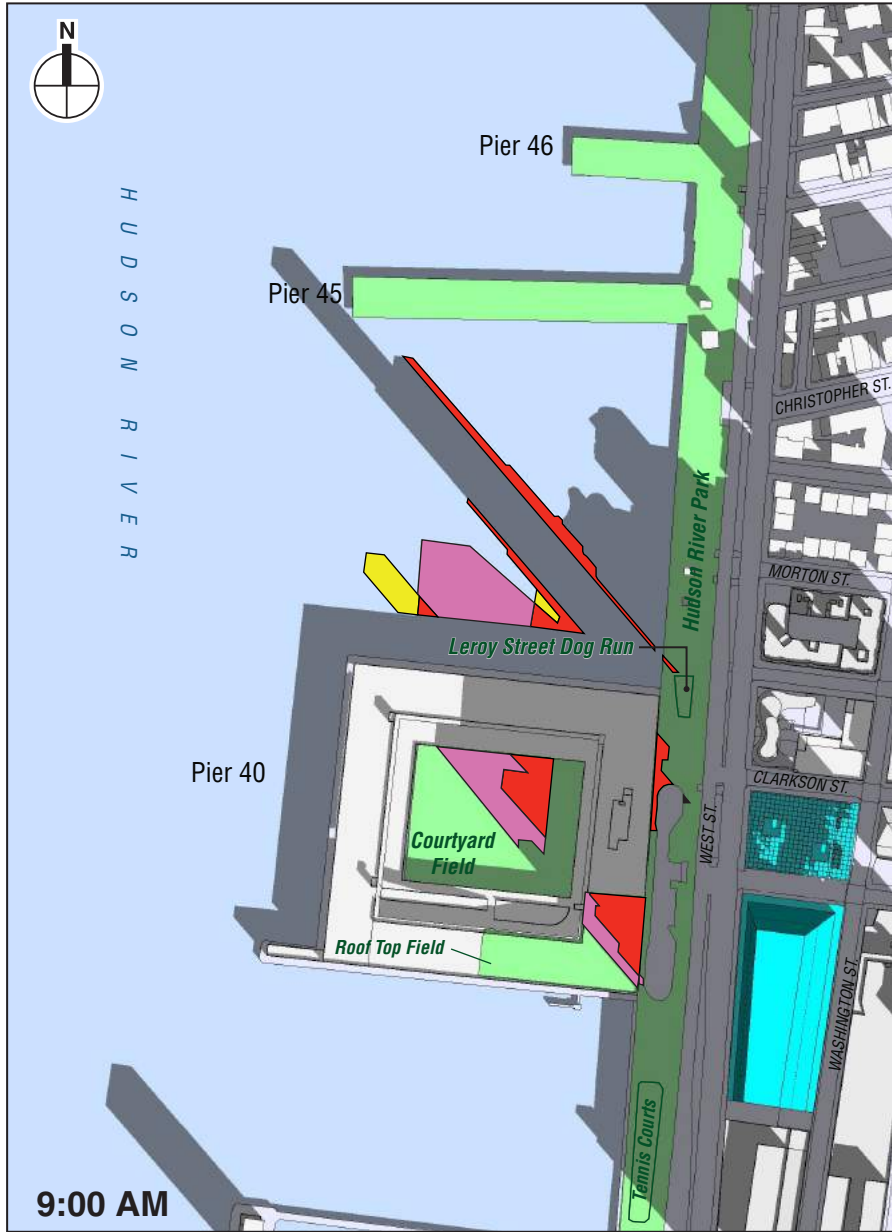 N
Pier 46
HUDSON RIVER
Pier 45
CHRISTOPHER ST.
Hudson River Park
MORTON ST.
Leroy Street Dog Run
Pier 40
CLARKSON ST.
WEST ST.
Courtyard
Field
Roof Top Field
WASHINGTON ST.
Tennis Courts
9:00 AM